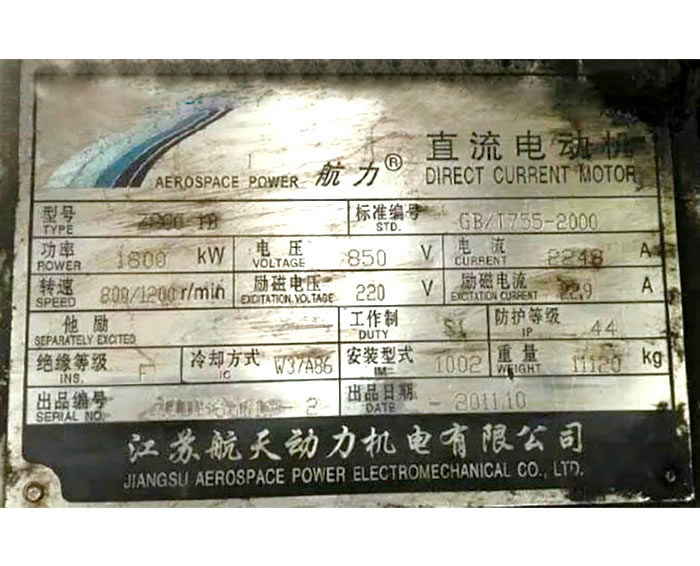 直流电动机
AEROSPACE POWER 航力® DIRECT CURRENT MOTOR
型号 标准编号 GB/T755-2000
TYPE STD.
功率 1800 kW 电压 850 V 电流 2248 A
POWER VOLTAGE CURRENT
转速 800/1200 r/min 励磁电压 220 V 励磁电流 A
SPEED EXCITATION VOLTAGE EXCITATION CURRENT
他励 工作制 S1 防护等级 44
SEPARATELY EXCITED DUTY IP
绝缘等级 F 冷却方式 W37A86 安装型式 1002 重量 11120 kg
INS. IC IM WEIGHT
出品编号 - 2 出品日期 2011.10
SERIAL NO. DATE
江苏航天动力机电有限公司
JIANGSU AEROSPACE POWER ELECTROMECHANICAL CO., LTD.